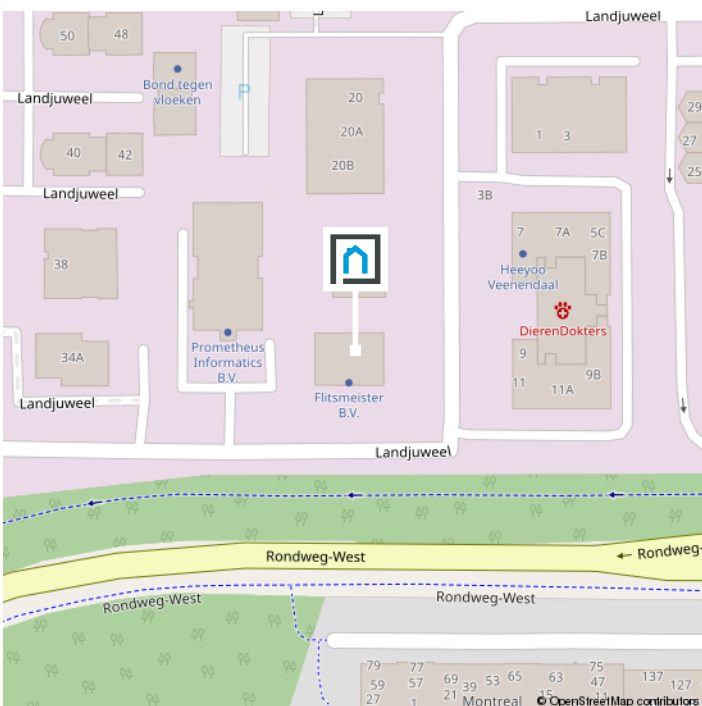 Landjuweel
50
48
Bond tegen
vloeken
P
Landjuweel
20
20A
20B
1
3
29
27
25
40
42
Landjuweel
3B
38
7
7A
5C
7B
Heeyoo
Veenendaal
DierenDokters
Prometheus
Informatics
B.V.
34A
9
9B
11
11A
Flitsmeister
B.V.
Landjuweel
Landjuweel
Rondweg-West
Rondweg-
Rondweg-West
Rondweg-West
79
77
75
59
57
69
39
53
65
63
47
137
127
27
1
21
Montreal
15
11
© OpenStreetMap contributors